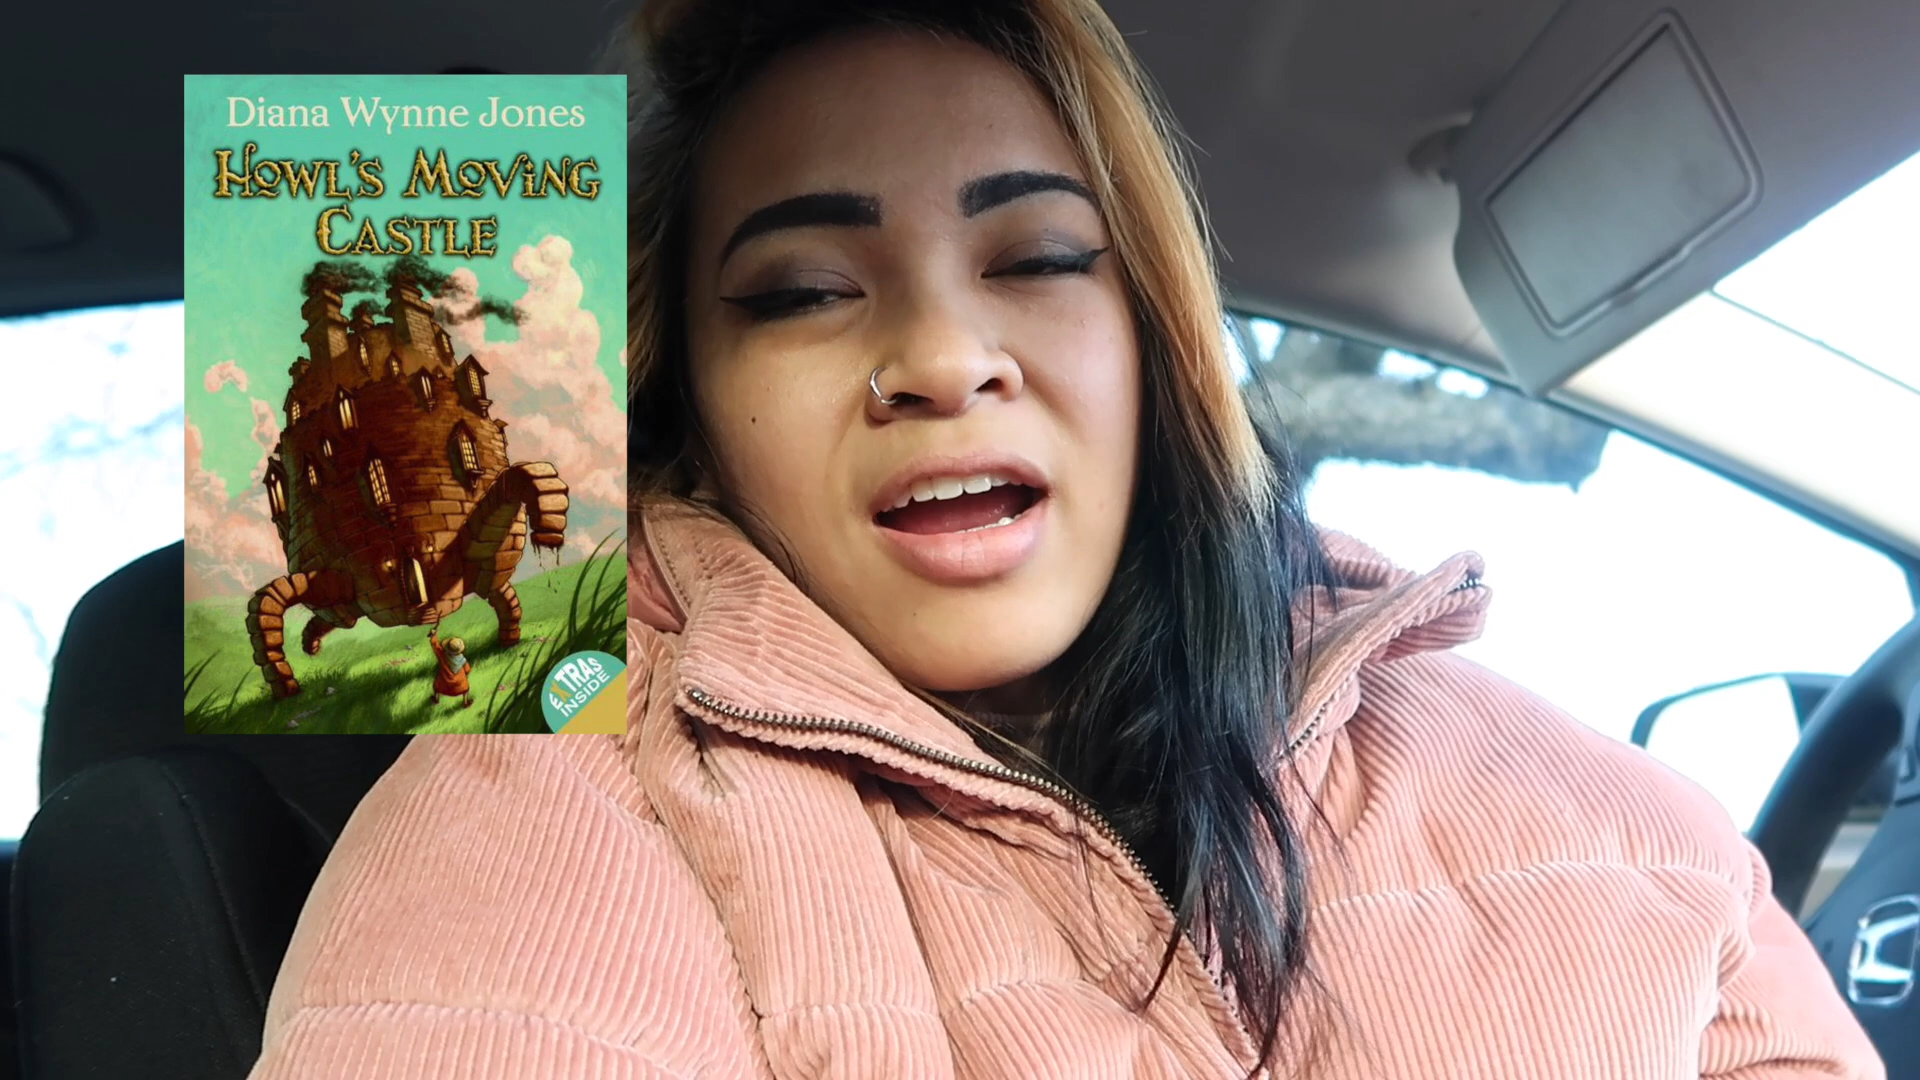 Diana Wynne Jones
Howl's Moving
Castle
EXTRAS
INSIDE